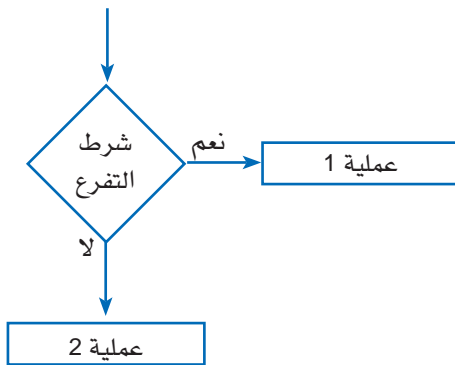 شرط
التفرع
نعم
عملية 1
لا
عملية 2